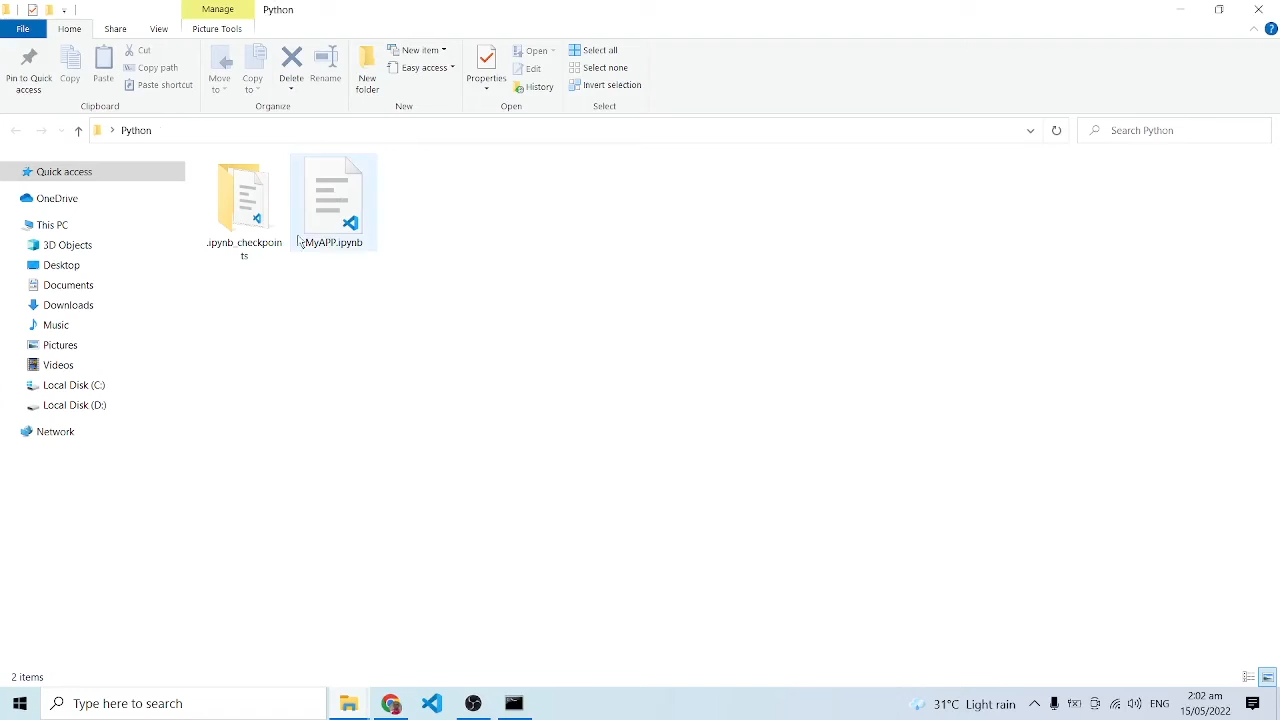 Manage
Python
File
Home
Share
View
Picture Tools
Pin to Quick
access
Copy
Paste
Cut
Copy path
Paste shortcut
Clipboard
Move
to
Copy
to
Delete
Rename
Organize
New
folder
New item
Easy access
New
Properties
Open
Edit
History
Open
Select all
Select none
Invert selection
Select
Python
Search Python
Quick access
OneDrive
This PC
3D Objects
Desktop
Documents
Downloads
Music
Pictures
Videos
Local Disk (C:)
Local Disk (D:)
Network
.ipynb_checkpoin
ts
MyAPP.ipynb
2 items
Type here to search
31°C Light rain
ENG
2:02 am
15/05/2022